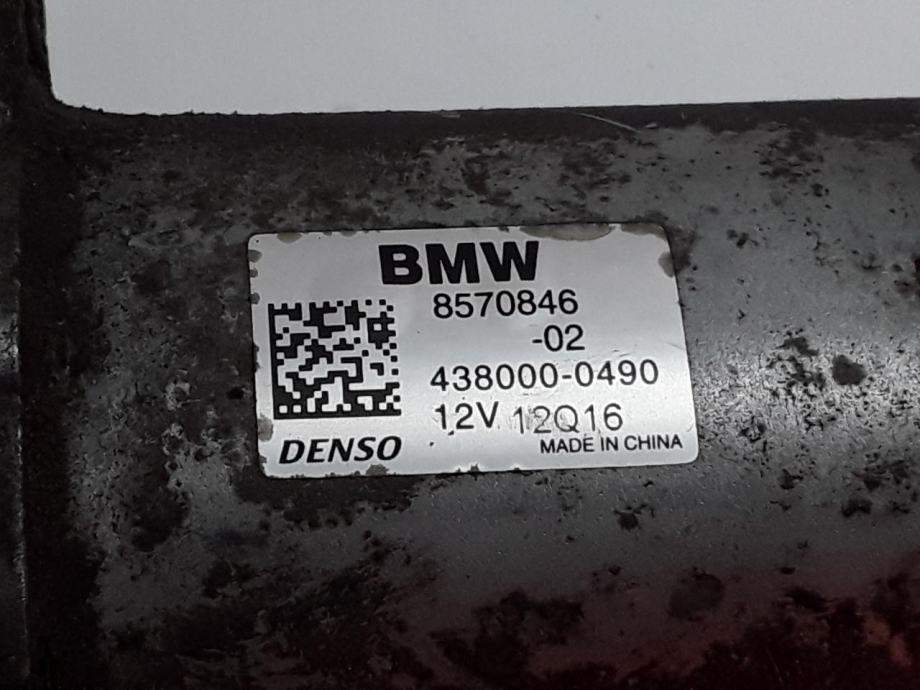 BMW
8570846
-02
438000-0490
12V 12Q16
DENSO
MADE IN CHINA